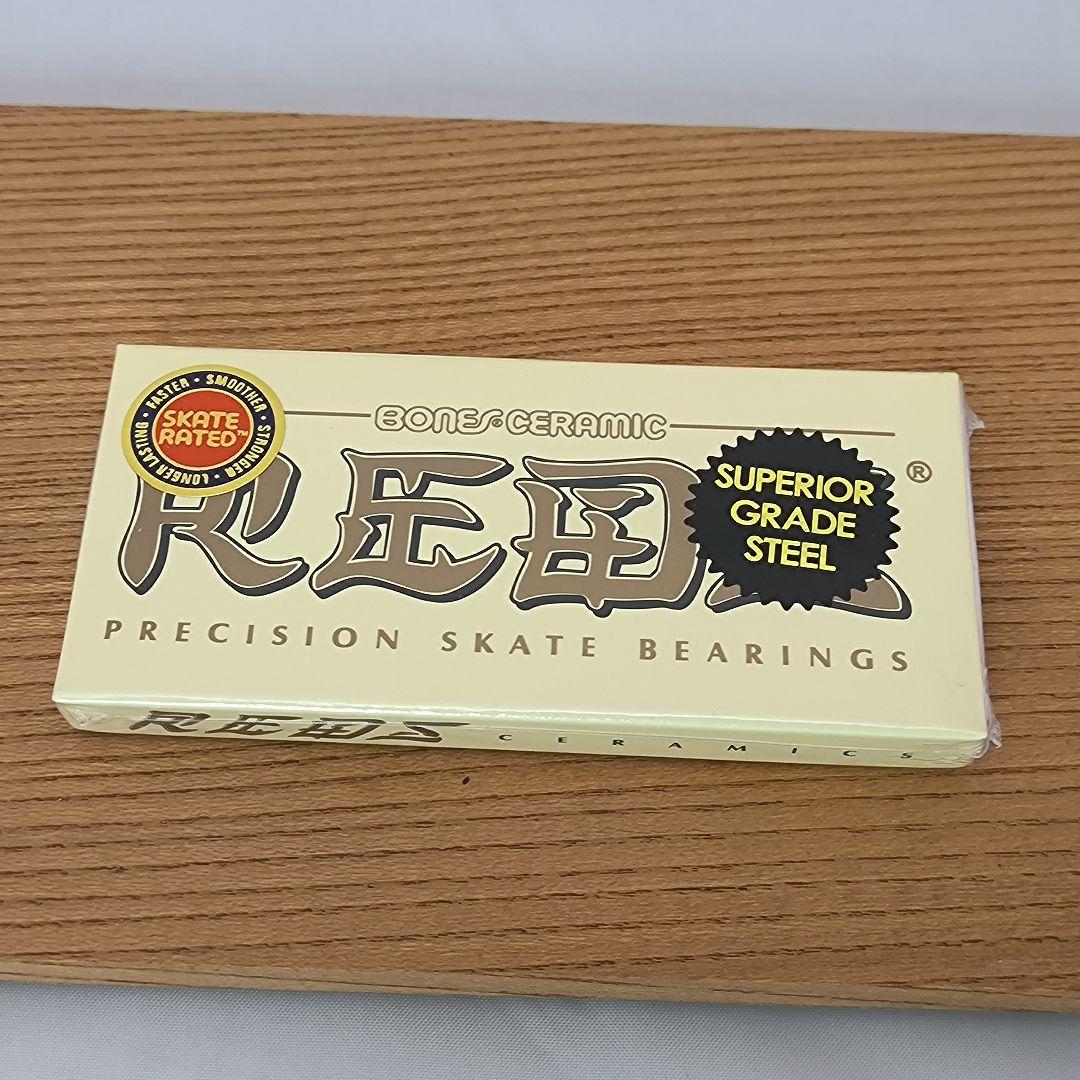 FASTER • SMOOTHER • STRONGER • LONGER LASTING •
SKATE
RATED™
BONES® CERAMIC
REDS®
SUPERIOR
GRADE
STEEL
PRECISION SKATE BEARINGS
REDS CERAMICS